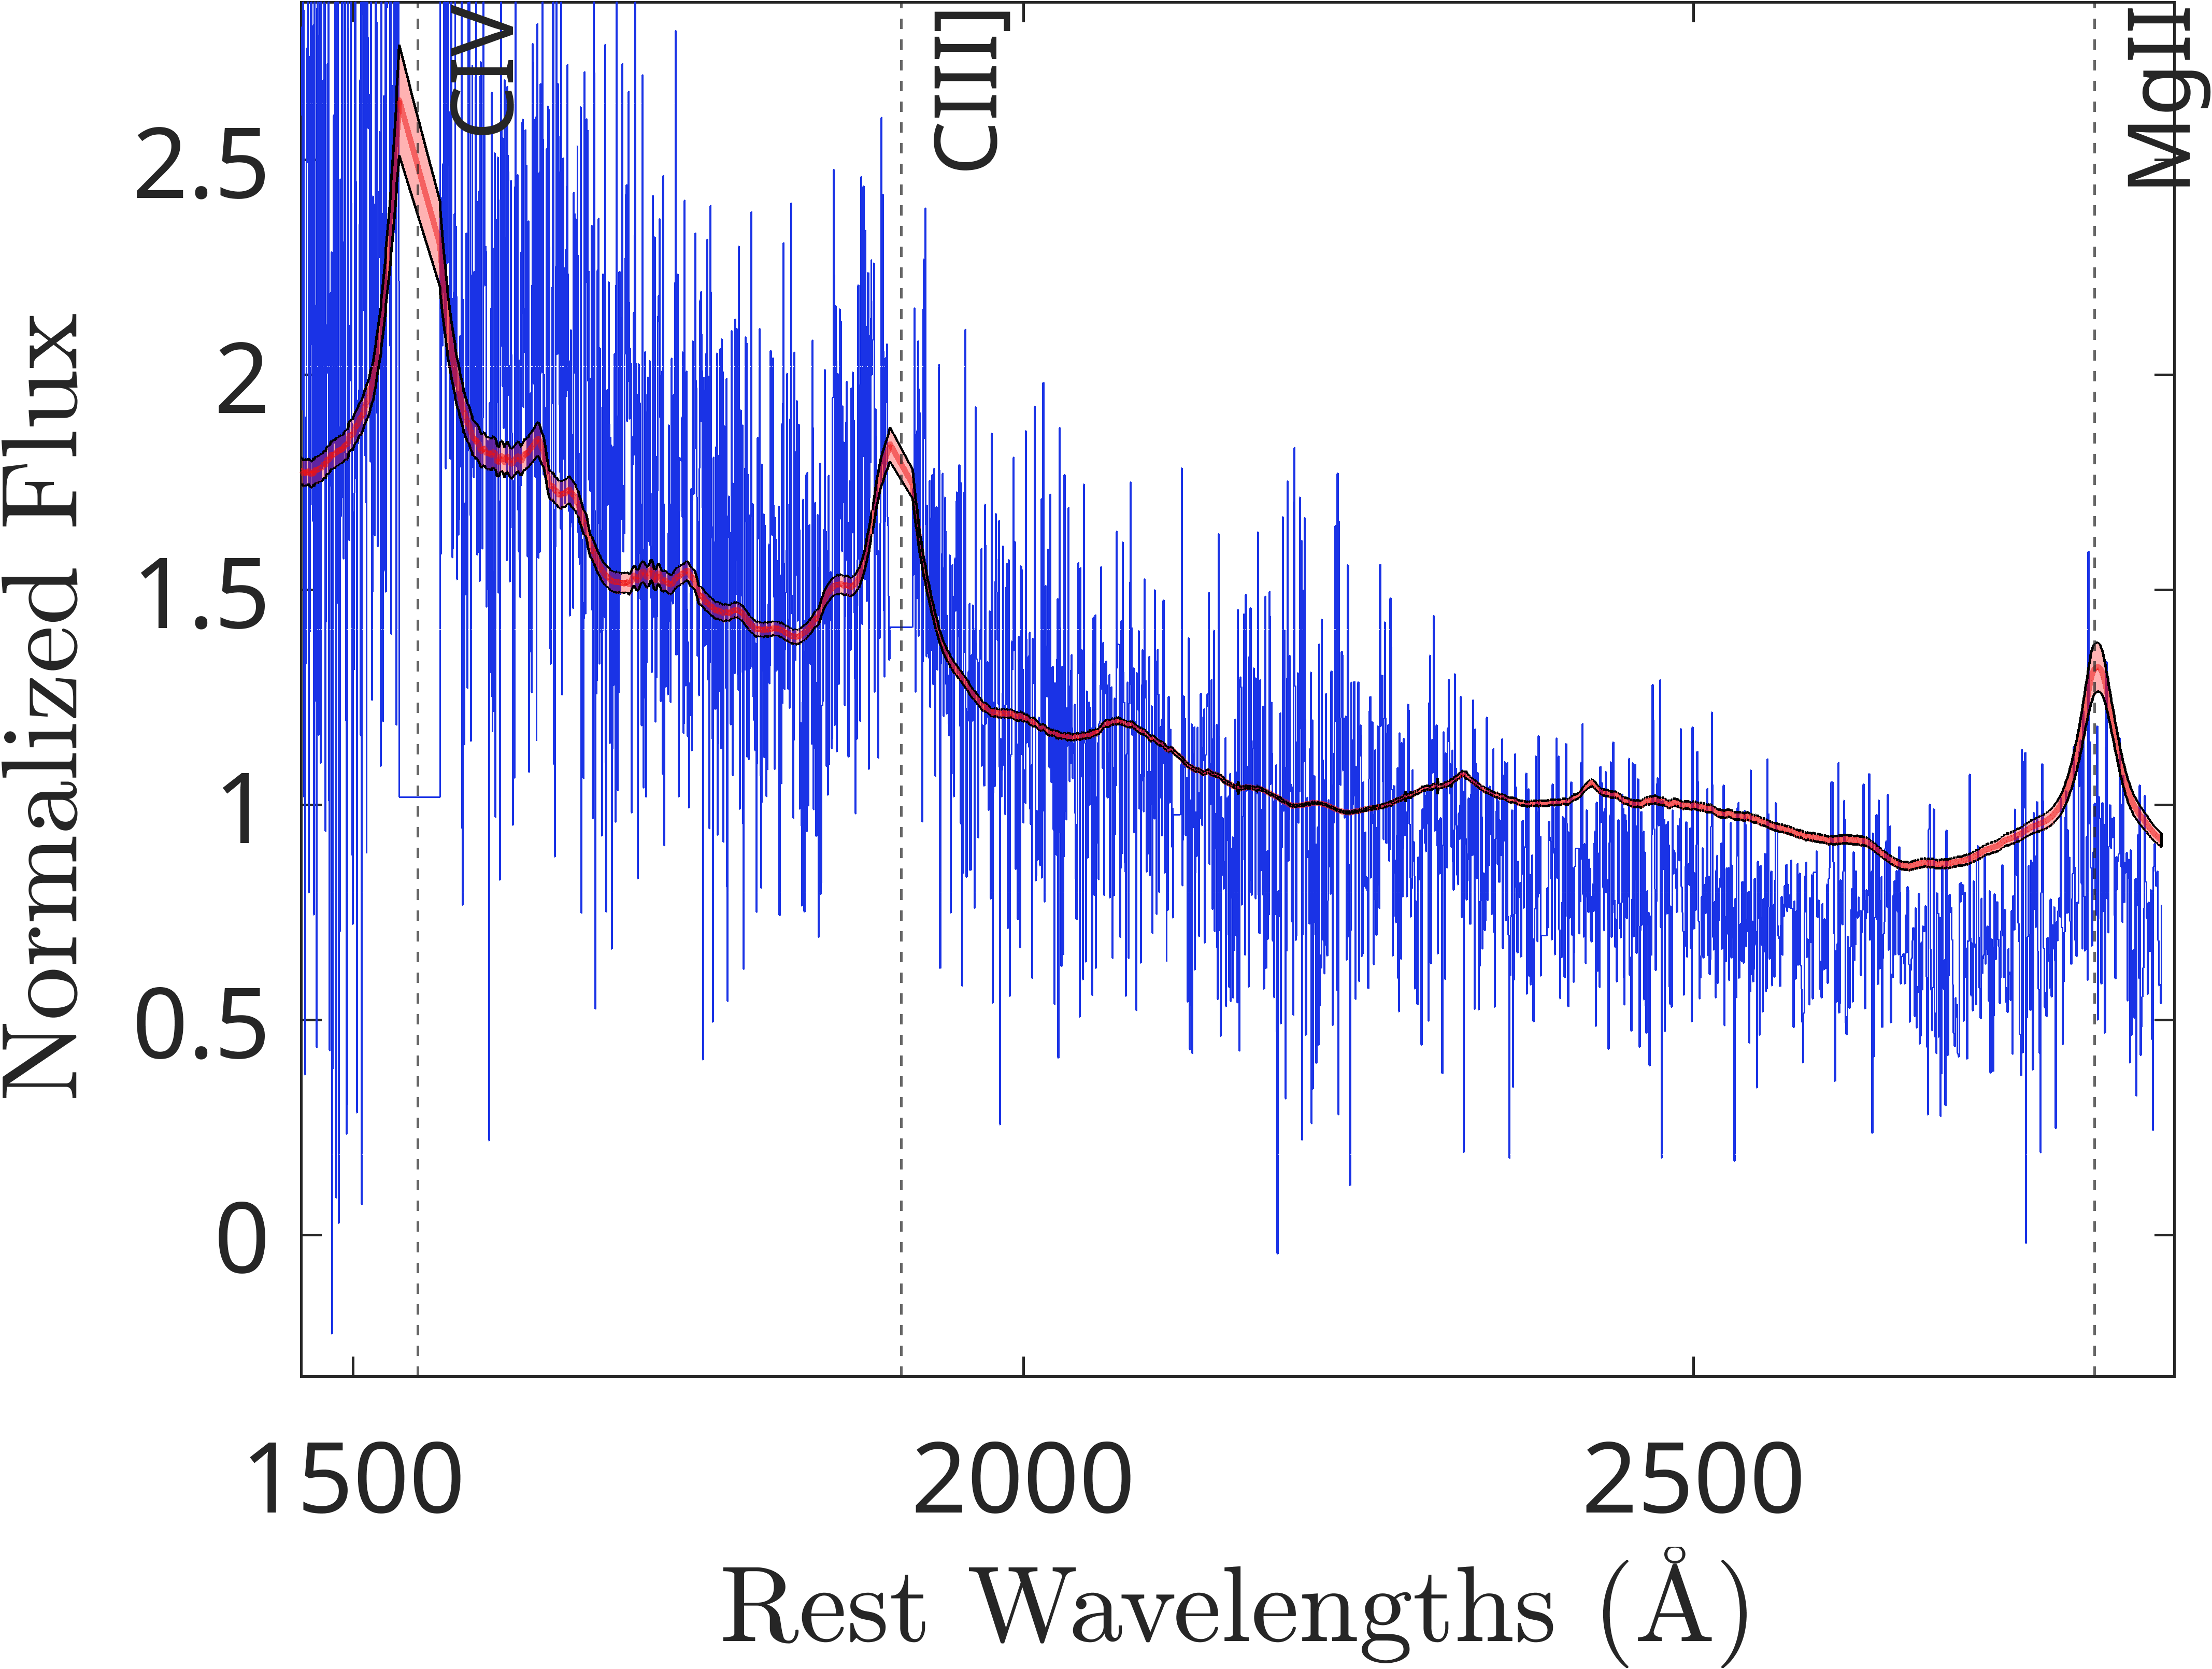 CIV
CIII]
MgII
2.5
2
1.5
1
0.5
0
Normalized Flux
1500
2000
2500
Rest Wavelengths (Å)